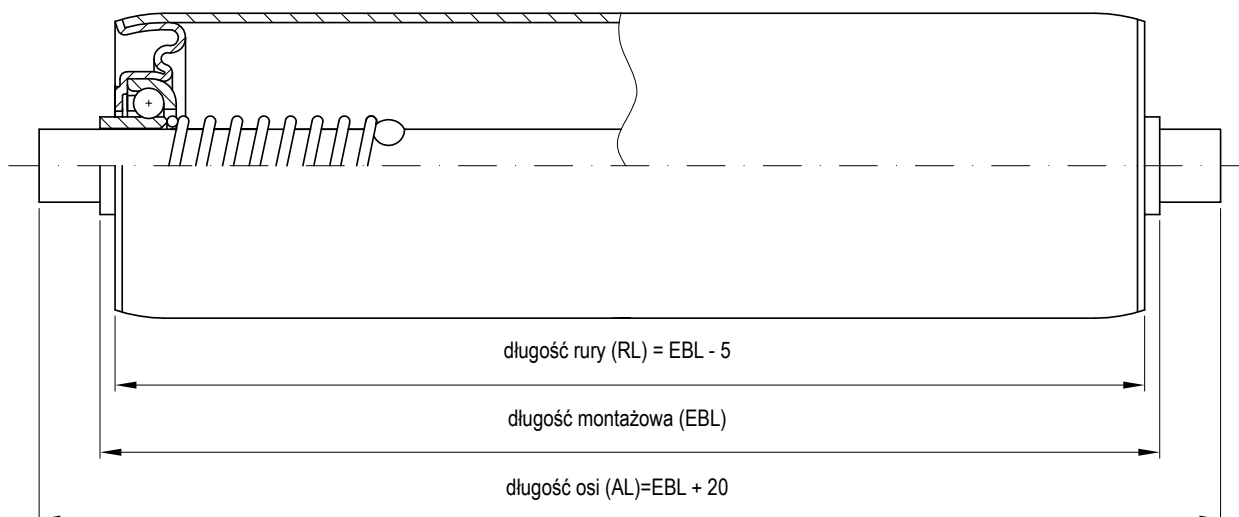 długość rury (RL) = EBL - 5
długość montażowa (EBL)
długość osi (AL)=EBL + 20